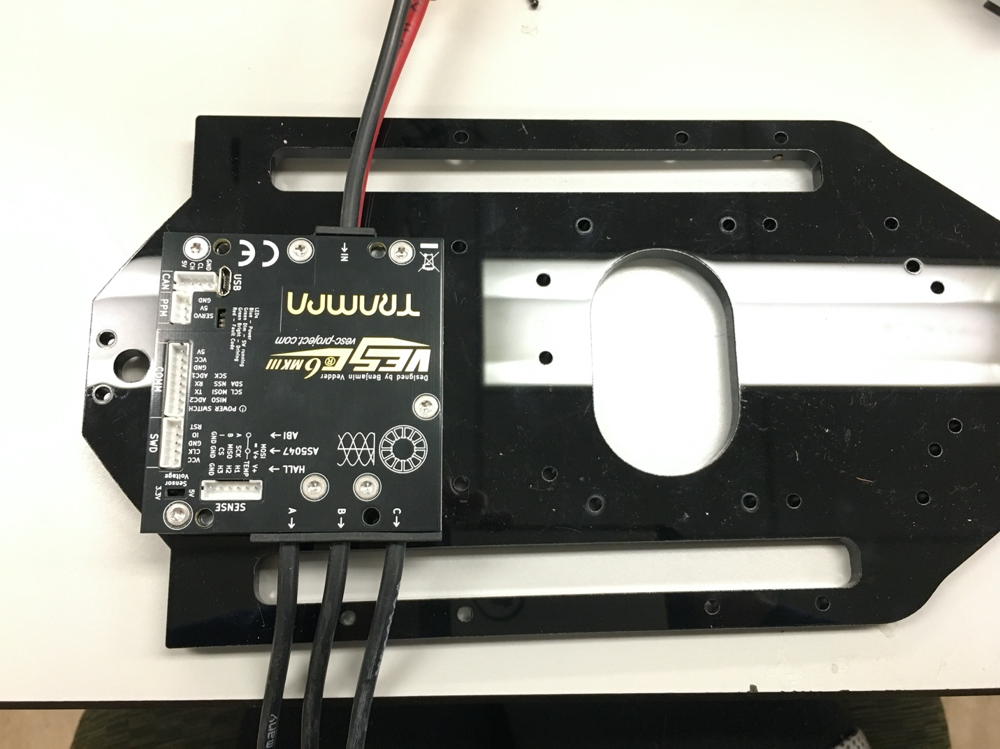 →IN
TRAMPA
VESC® 6 MK III
vesc-project.com
Designed by Benjamin Vedder
CE
USB
CAN
5V
CH
CL
GND
PPM
GND
5V
SERVO
LEDs
Blue - Power
Green Dim - SW running
Green Bright - Driving
Red - Fault Code
COMM
5V
VCC
GND
ADC1 SCK
RX NSS SDA
TX MOSI SCL
ADC2 MISO
POWER SWITCH
SWD
RST
IO
GND
CLK
VCC
Sensor
Voltage
3.3V
5V
SENSE
HALL →
AS5047 →
ABI →
GND H3 H2 H1 TEMP V+
GND CS MISO SCK MOSI = V+
GND I B A
A→
B→
C→
many